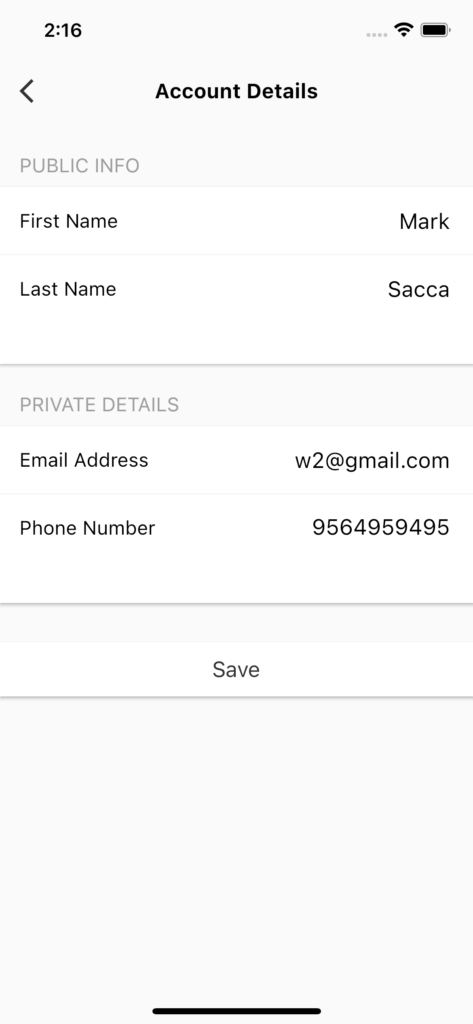 2:16
Account Details
PUBLIC INFO
First Name Mark
Last Name Sacca
PRIVATE DETAILS
Email Address w2@gmail.com
Phone Number 9564959495
Save